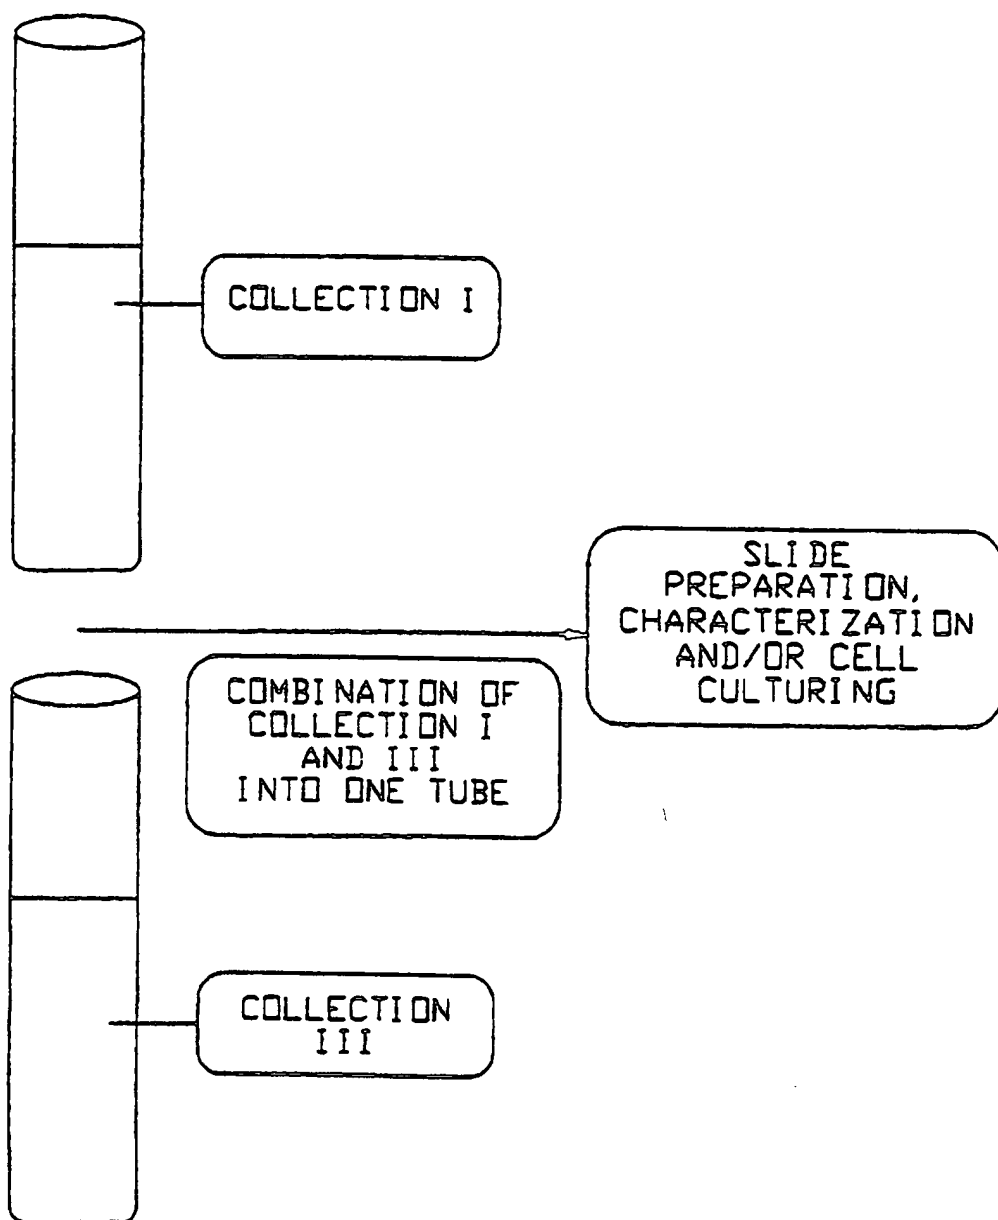 COLLECTION I
SLIDE
PREPARATION,
CHARACTERIZATION
AND/OR CELL
CULTURING
COMBINATION OF
COLLECTION I
AND III
INTO ONE TUBE
COLLECTION
III